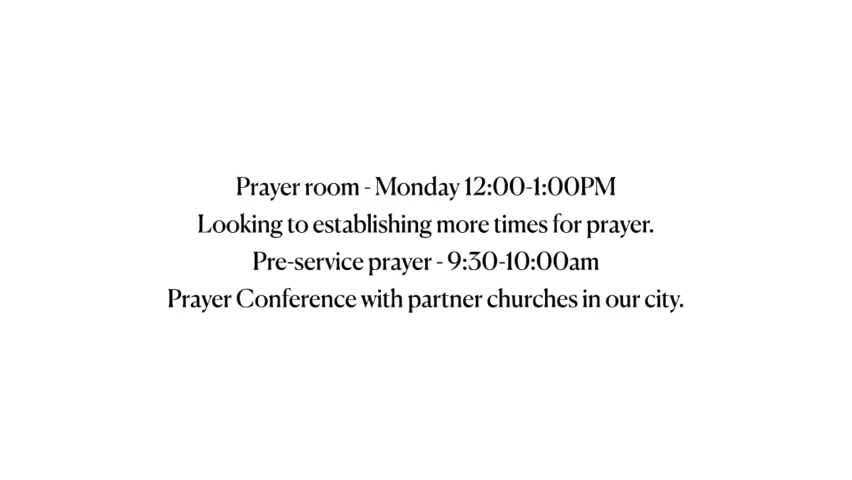 Prayer room - Monday 12:00-1:00PM
Looking to establishing more times for prayer.
Pre-service prayer - 9:30-10:00am
Prayer Conference with partner churches in our city.